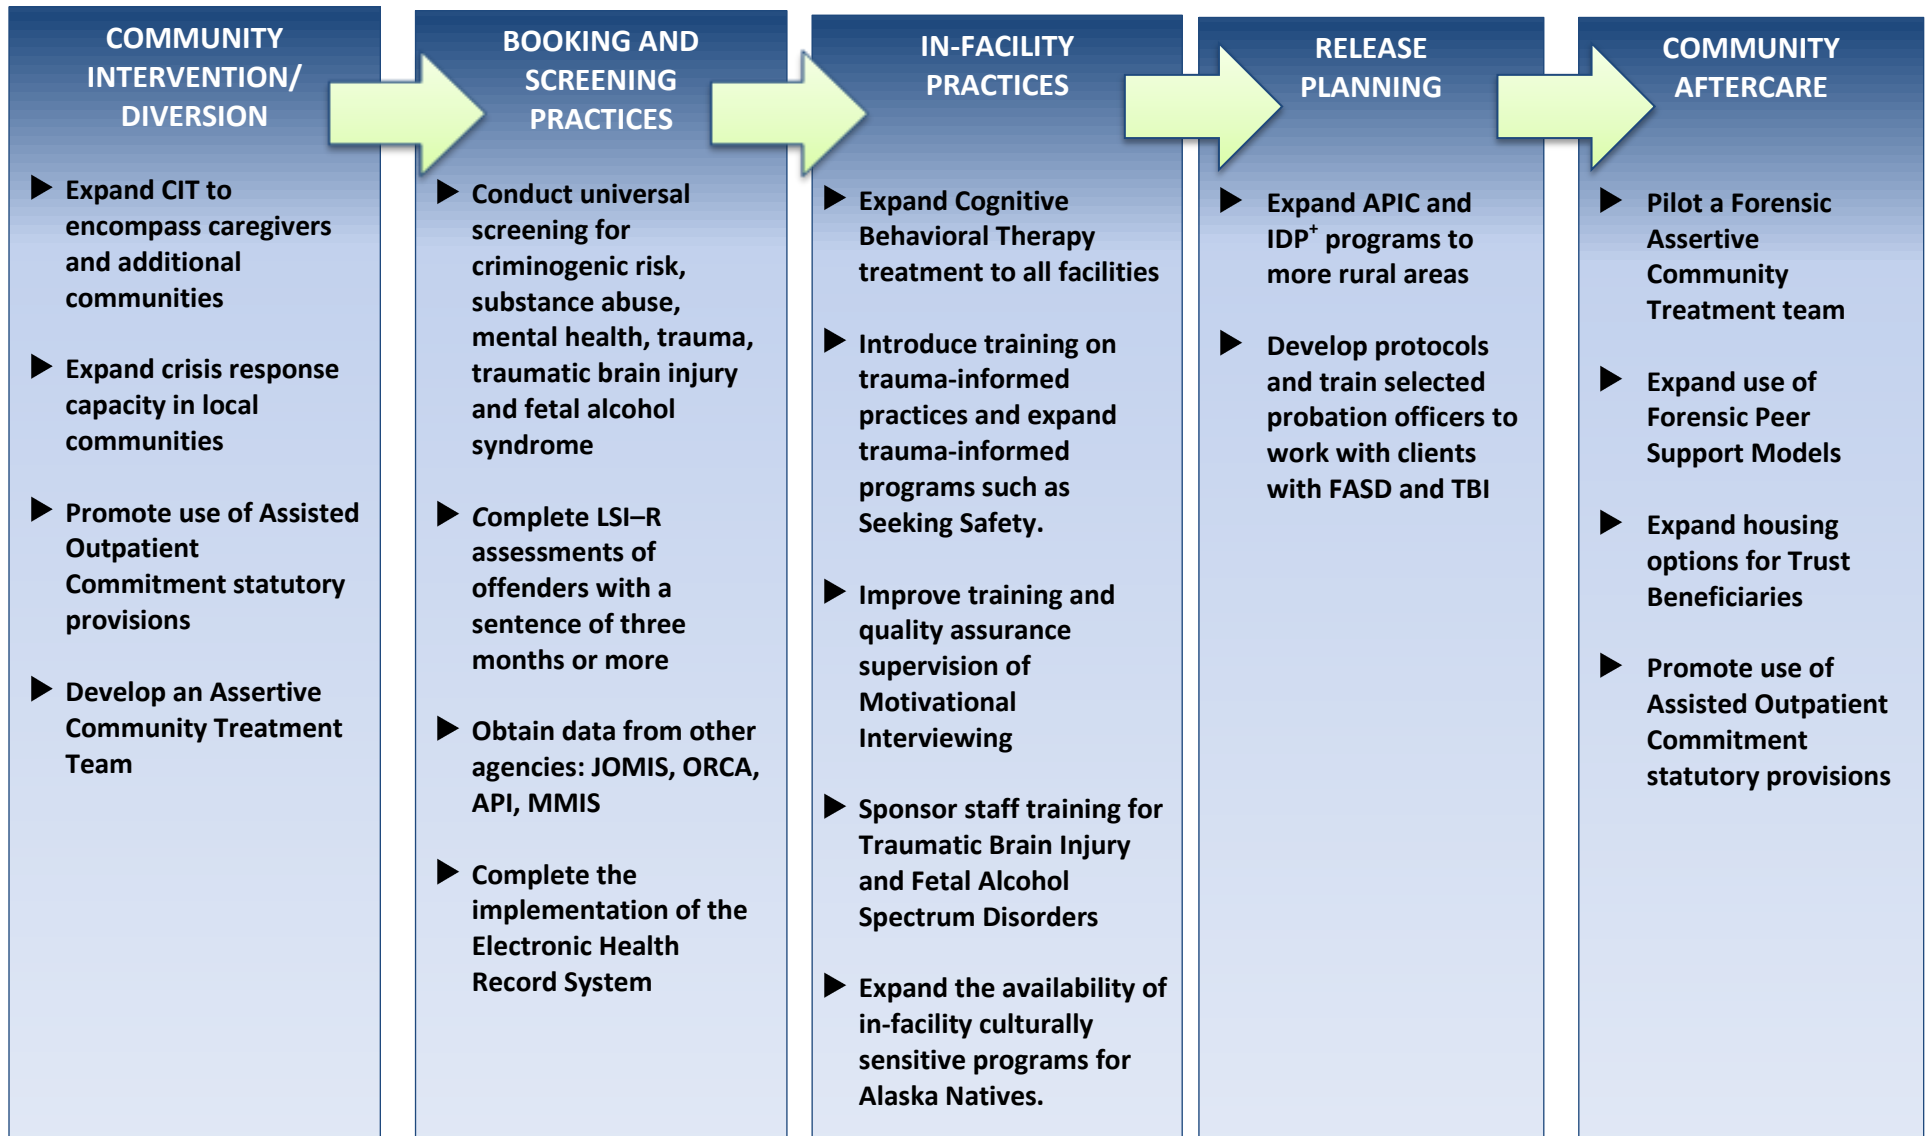 COMMUNITY
INTERVENTION/
DIVERSION
▶ Expand CIT to
encompass caregivers
and additional
communities
▶ Expand crisis response
capacity in local
communities
▶ Promote use of Assisted
Outpatient
Commitment statutory
provisions
▶ Develop an Assertive
Community Treatment
Team
BOOKING AND
SCREENING
PRACTICES
▶ Conduct universal
screening for
criminogenic risk,
substance abuse,
mental health, trauma,
traumatic brain injury
and fetal alcohol
syndrome
▶ Complete LSI–R
assessments of
offenders with a
sentence of three
months or more
▶ Obtain data from other
agencies: JOMIS, ORCA,
API, MMIS
▶ Complete the
implementation of the
Electronic Health
Record System
IN-FACILITY
PRACTICES
▶ Expand Cognitive
Behavioral Therapy
treatment to all facilities
▶ Introduce training on
trauma-informed
practices and expand
trauma-informed
programs such as
Seeking Safety.
▶ Improve training and
quality assurance
supervision of
Motivational
Interviewing
▶ Sponsor staff training for
Traumatic Brain Injury
and Fetal Alcohol
Spectrum Disorders
▶ Expand the availability of
in-facility culturally
sensitive programs for
Alaska Natives.
RELEASE
PLANNING
▶ Expand APIC and
IDP⁺ programs to
more rural areas
▶ Develop protocols
and train selected
probation officers to
work with clients
with FASD and TBI
COMMUNITY
AFTERCARE
▶ Pilot a Forensic
Assertive
Community
Treatment team
▶ Expand use of
Forensic Peer
Support Models
▶ Expand housing
options for Trust
Beneficiaries
▶ Promote use of
Assisted Outpatient
Commitment
statutory provisions